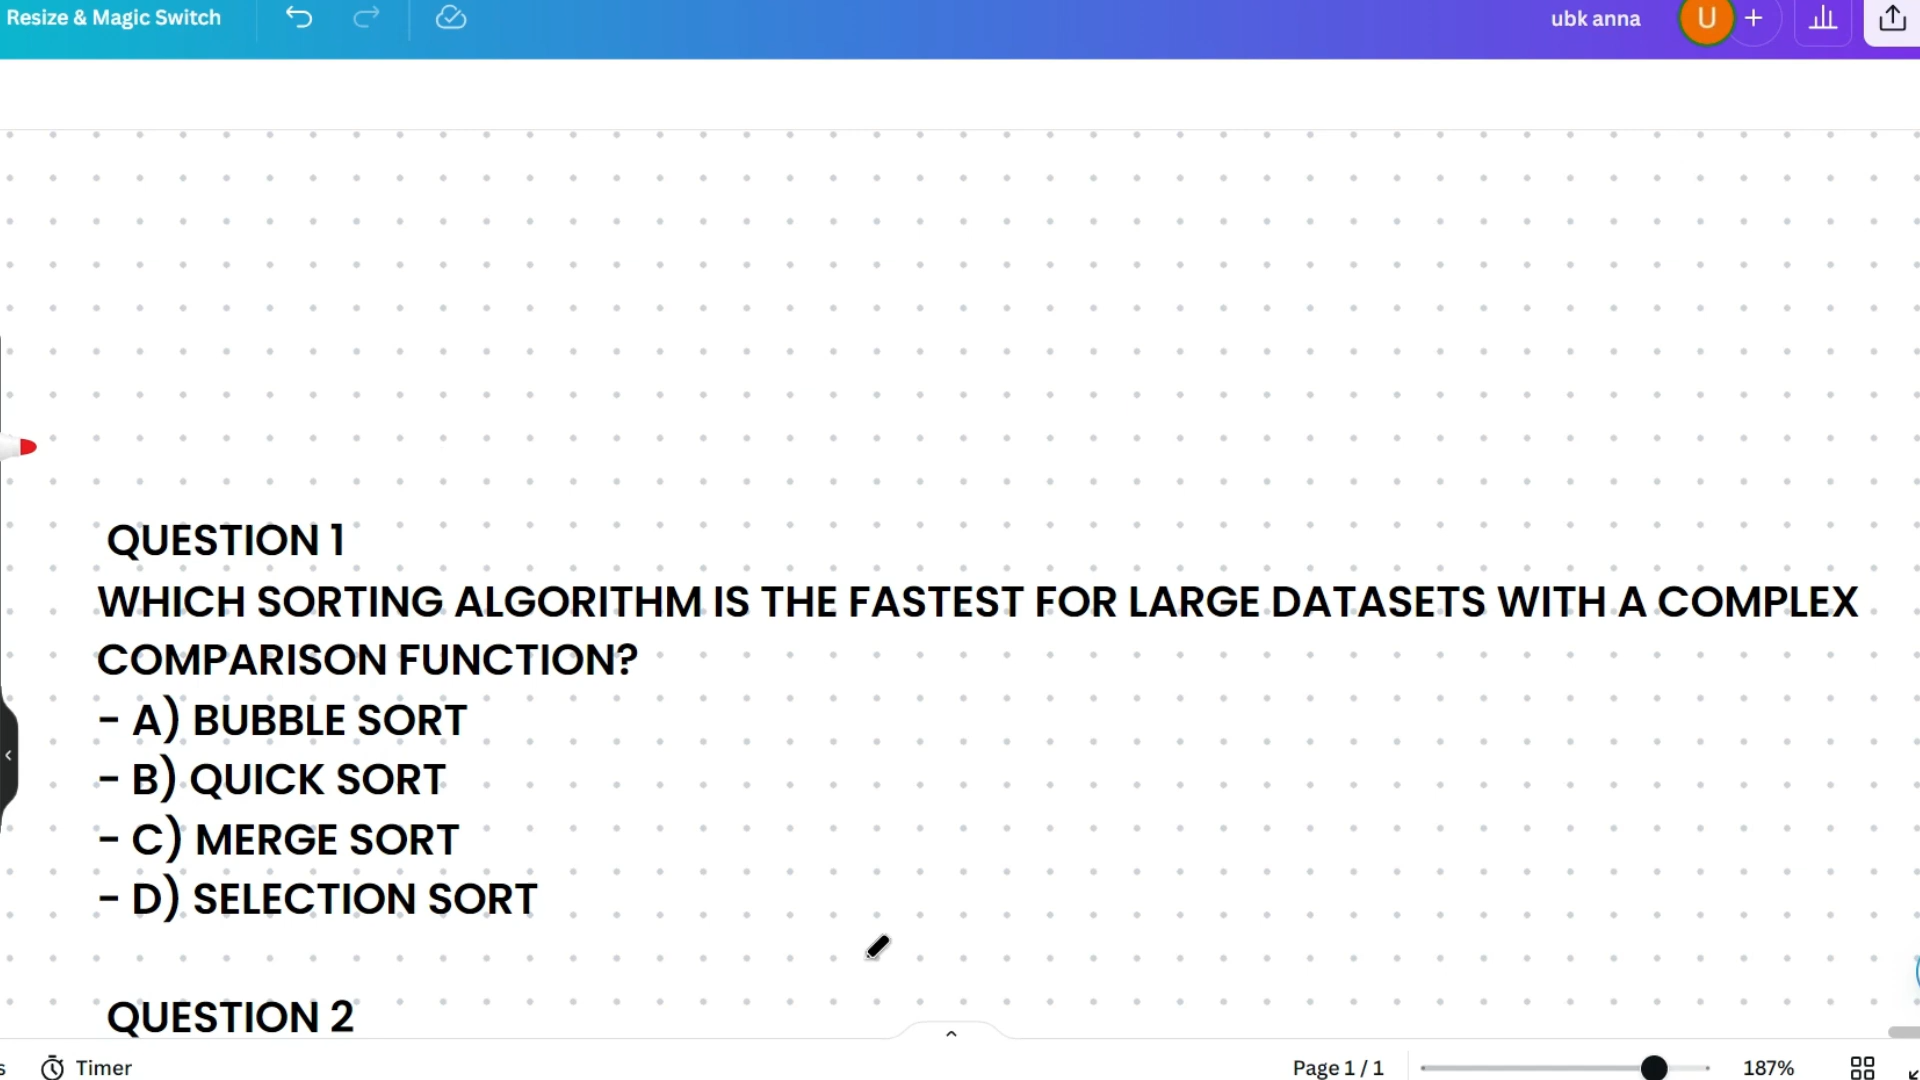 Resize & Magic Switch
ubk anna
U
QUESTION 1
WHICH SORTING ALGORITHM IS THE FASTEST FOR LARGE DATASETS WITH A COMPLEX
COMPARISON FUNCTION?
- A) BUBBLE SORT
- B) QUICK SORT
- C) MERGE SORT
- D) SELECTION SORT
QUESTION 2
s
Timer
Page 1 / 1
187%